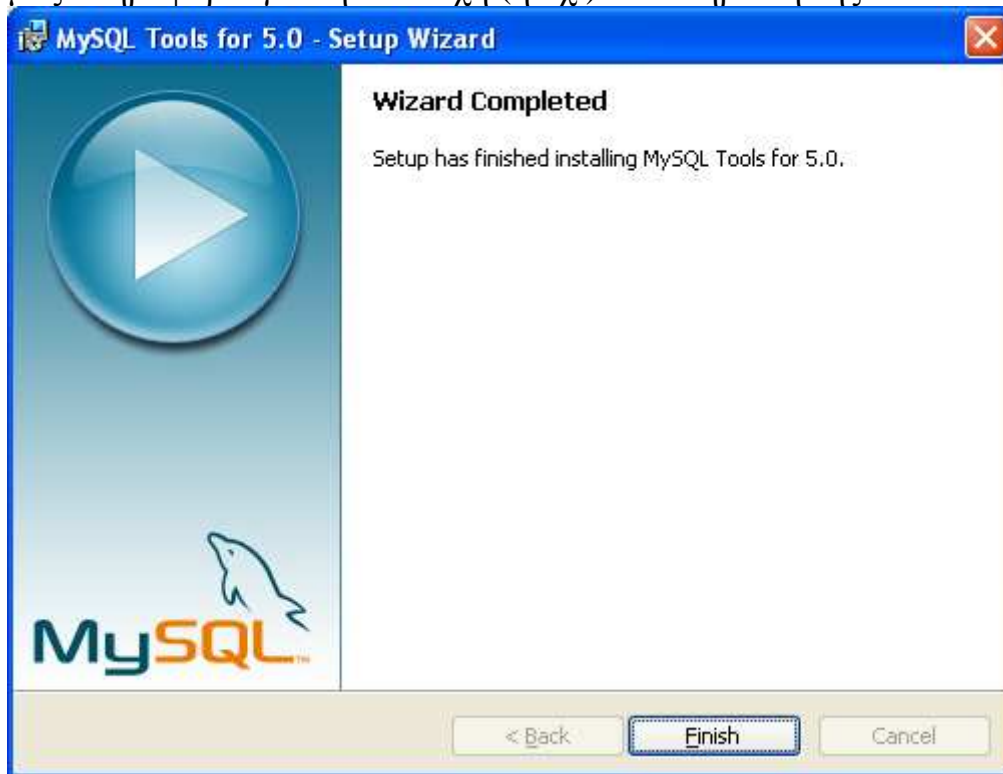 MySQL Tools for 5.0 - Setup Wizard
Wizard Completed
Setup has finished installing MySQL Tools for 5.0.
MySQL
< Back
Finish
Cancel